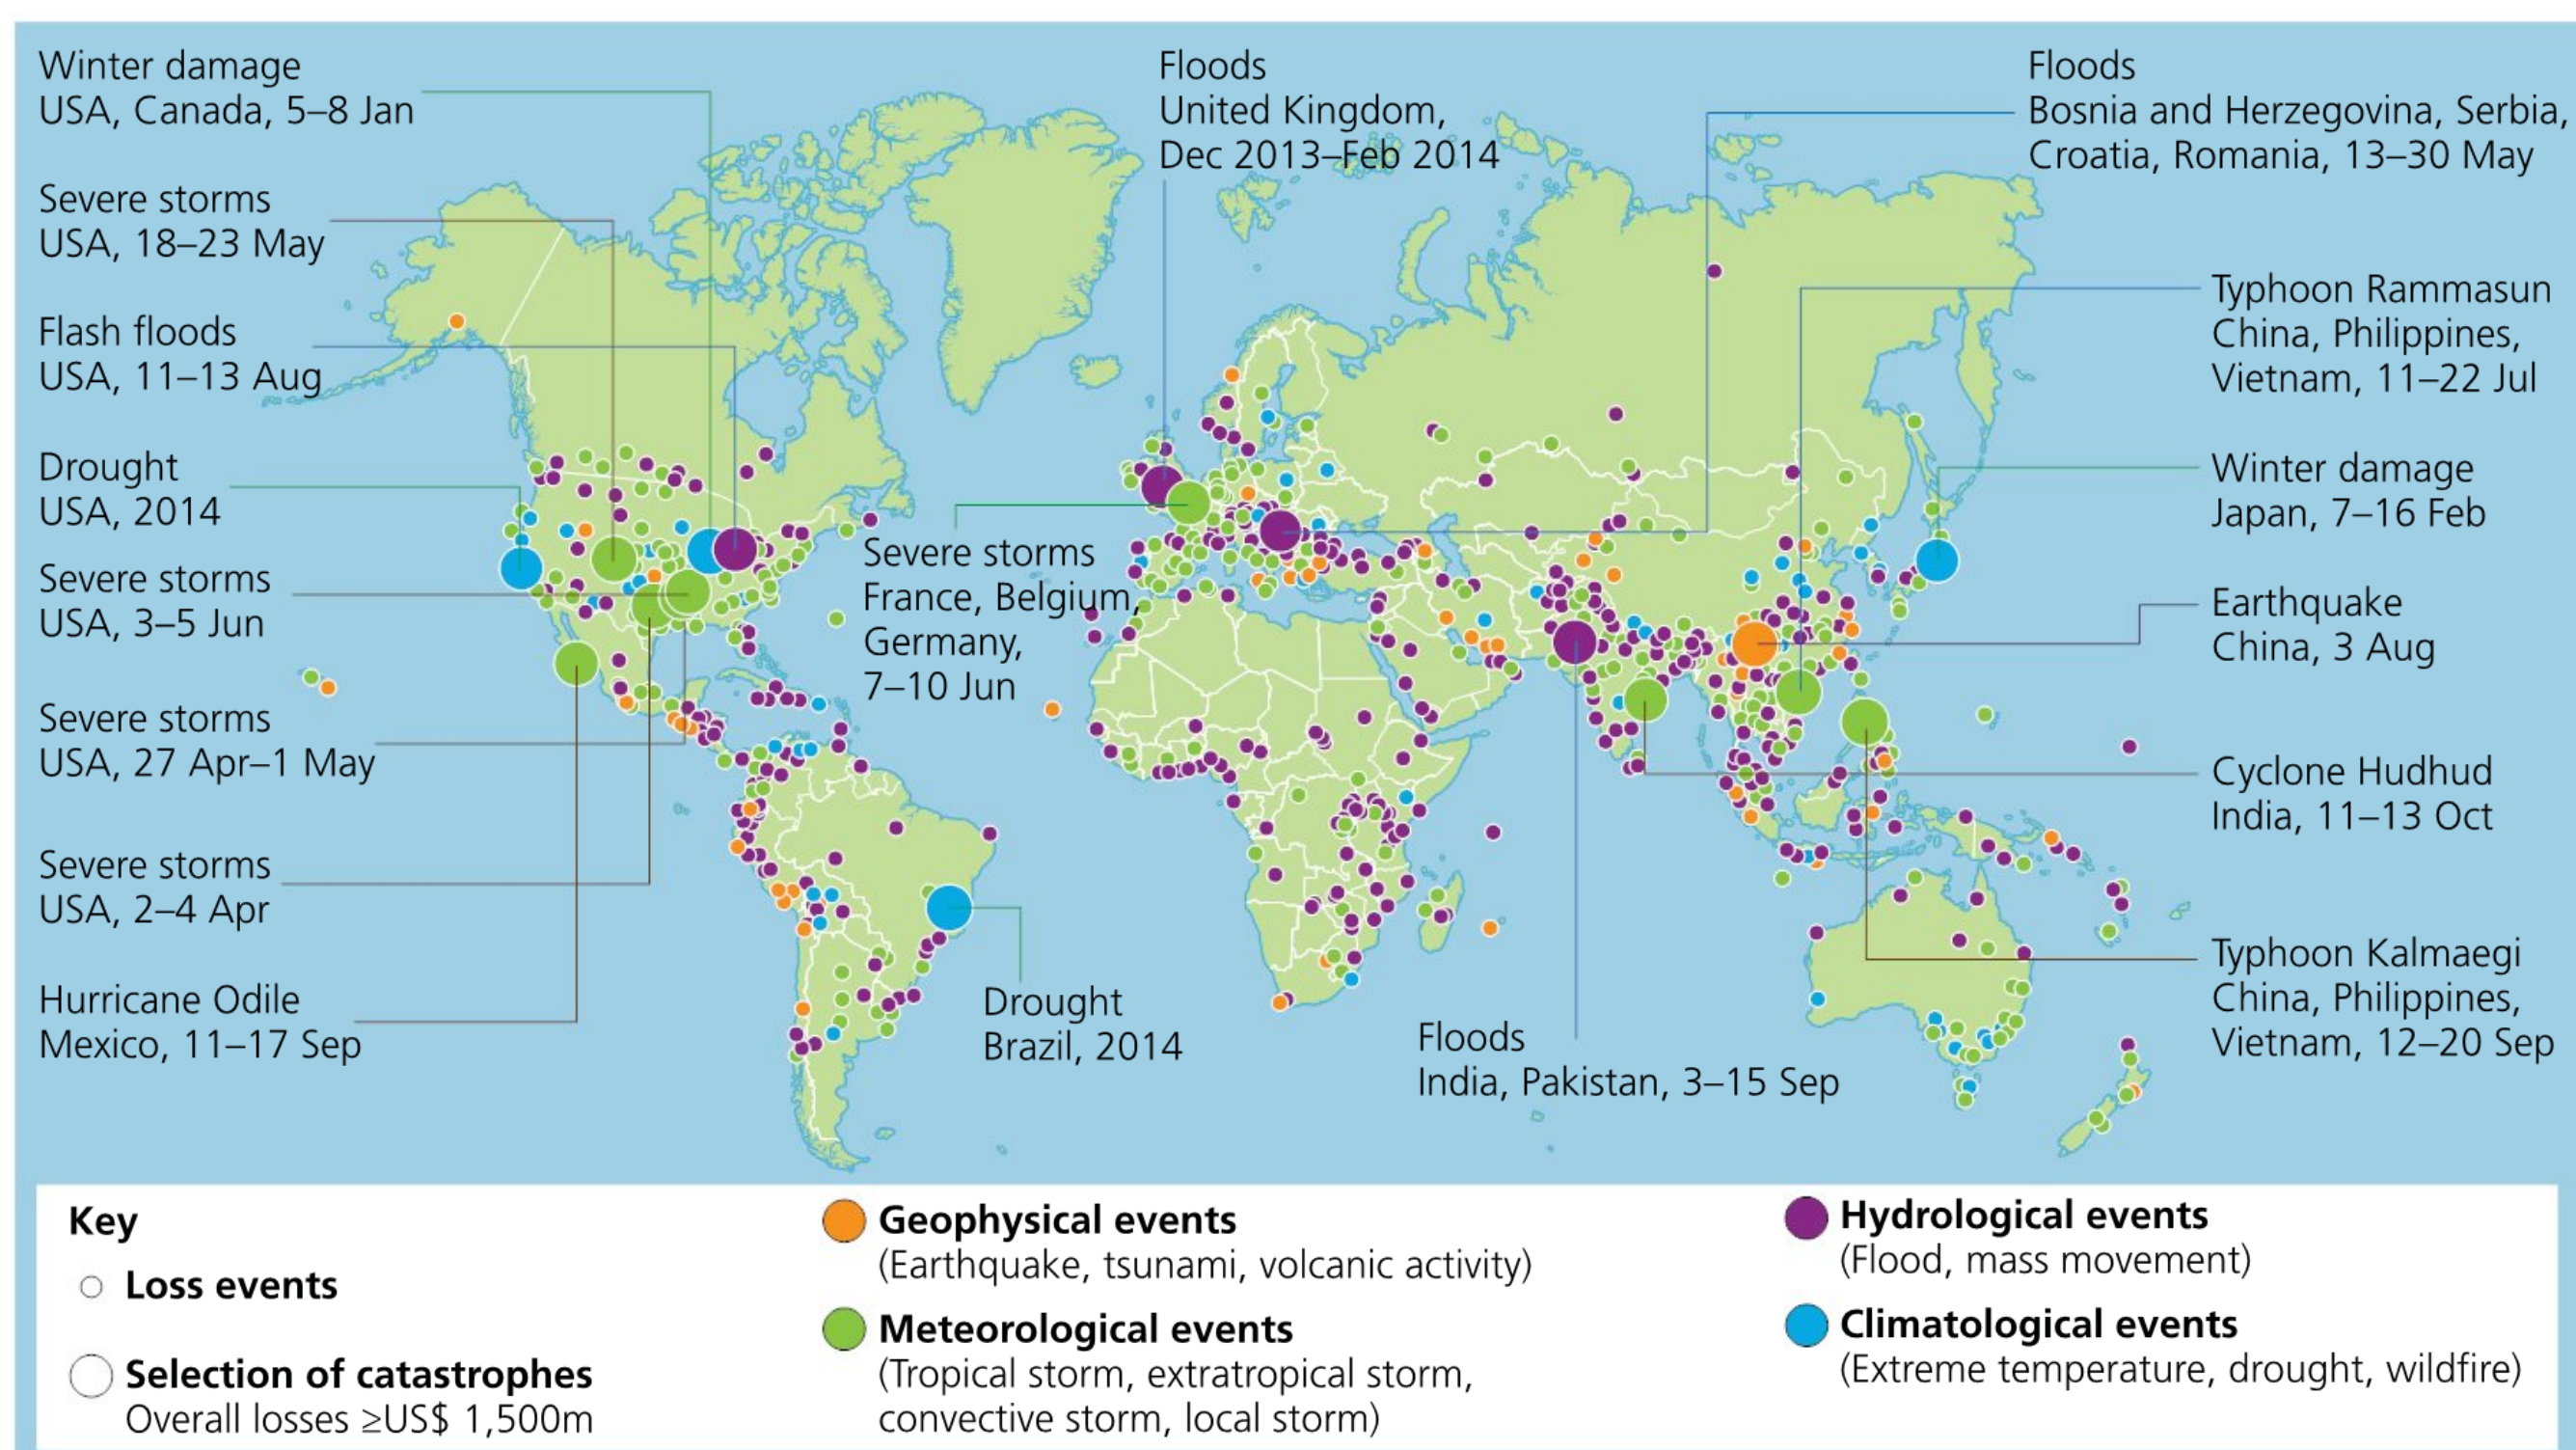 Winter damage
USA, Canada, 5–8 Jan
Severe storms
USA, 18–23 May
Flash floods
USA, 11–13 Aug
Drought
USA, 2014
Severe storms
USA, 3–5 Jun
Severe storms
USA, 27 Apr–1 May
Severe storms
USA, 2–4 Apr
Hurricane Odile
Mexico, 11–17 Sep
Floods
United Kingdom,
Dec 2013–Feb 2014
Severe storms
France, Belgium,
Germany,
7–10 Jun
Drought
Brazil, 2014
Floods
India, Pakistan, 3–15 Sep
Floods
Bosnia and Herzegovina, Serbia,
Croatia, Romania, 13–30 May
Typhoon Rammasun
China, Philippines,
Vietnam, 11–22 Jul
Winter damage
Japan, 7–16 Feb
Earthquake
China, 3 Aug
Cyclone Hudhud
India, 11–13 Oct
Typhoon Kalmaegi
China, Philippines,
Vietnam, 12–20 Sep
Key
Loss events
Selection of catastrophes
Overall losses ≥US$ 1,500m
Geophysical events
(Earthquake, tsunami, volcanic activity)
Meteorological events
(Tropical storm, extratropical storm,
convective storm, local storm)
Hydrological events
(Flood, mass movement)
Climatological events
(Extreme temperature, drought, wildfire)